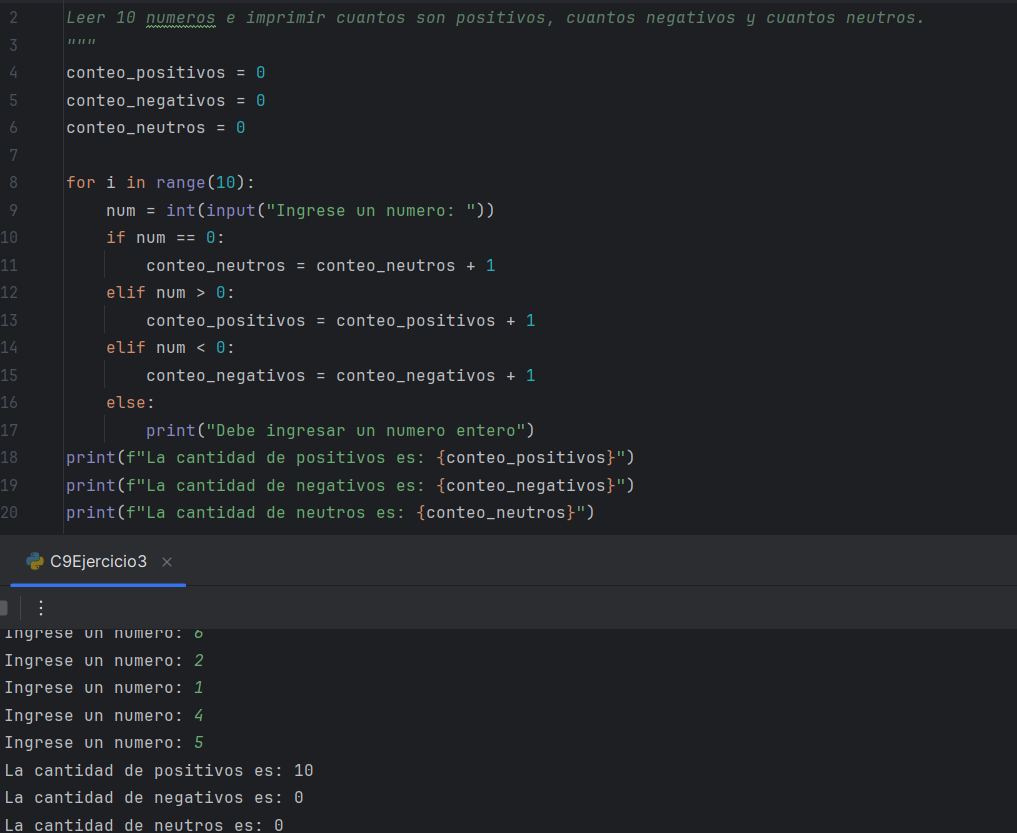 2 Leer 10 numeros e imprimir cuantos son positivos, cuantos negativos y cuantos neutros.
3 """
4 conteo_positivos = 0
5 conteo_negativos = 0
6 conteo_neutros = 0
7
8 for i in range(10):
9     num = int(input("Ingrese un numero: "))
10     if num == 0:
11         conteo_neutros = conteo_neutros + 1
12     elif num > 0:
13         conteo_positivos = conteo_positivos + 1
14     elif num < 0:
15         conteo_negativos = conteo_negativos + 1
16     else:
17         print("Debe ingresar un numero entero")
18 print(f"La cantidad de positivos es: {conteo_positivos}")
19 print(f"La cantidad de negativos es: {conteo_negativos}")
20 print(f"La cantidad de neutros es: {conteo_neutros}")
C9Ejercicio3
Ingrese un numero: 6
Ingrese un numero: 2
Ingrese un numero: 1
Ingrese un numero: 4
Ingrese un numero: 5
La cantidad de positivos es: 10
La cantidad de negativos es: 0
La cantidad de neutros es: 0